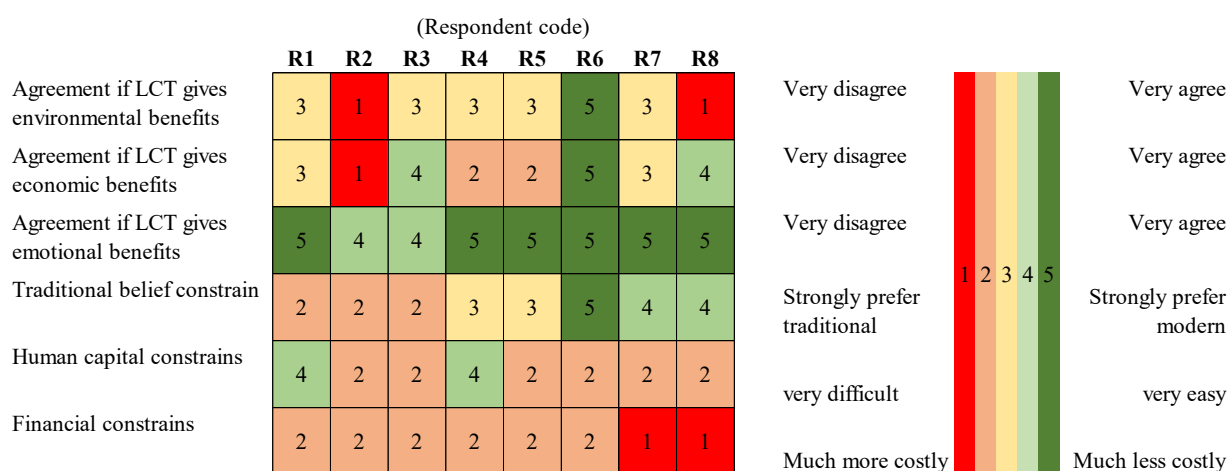 (Respondent code)
R1 R2 R3 R4 R5 R6 R7 R8
Agreement if LCT gives
environmental benefits
3 1 3 3 3 5 3 1
Very disagree Very agree
Agreement if LCT gives
economic benefits
3 1 4 2 2 5 3 4
Very disagree Very agree
Agreement if LCT gives
emotional benefits
5 4 4 5 5 5 5 5
Very disagree Very agree
1 2 3 4 5
Traditional belief constrain
2 2 2 3 3 5 4 4
Strongly prefer Strongly prefer
traditional modern
Human capital constrains
4 2 2 4 2 2 2 2
very difficult very easy
Financial constrains
2 2 2 2 2 2 1 1
Much more costly Much less costly